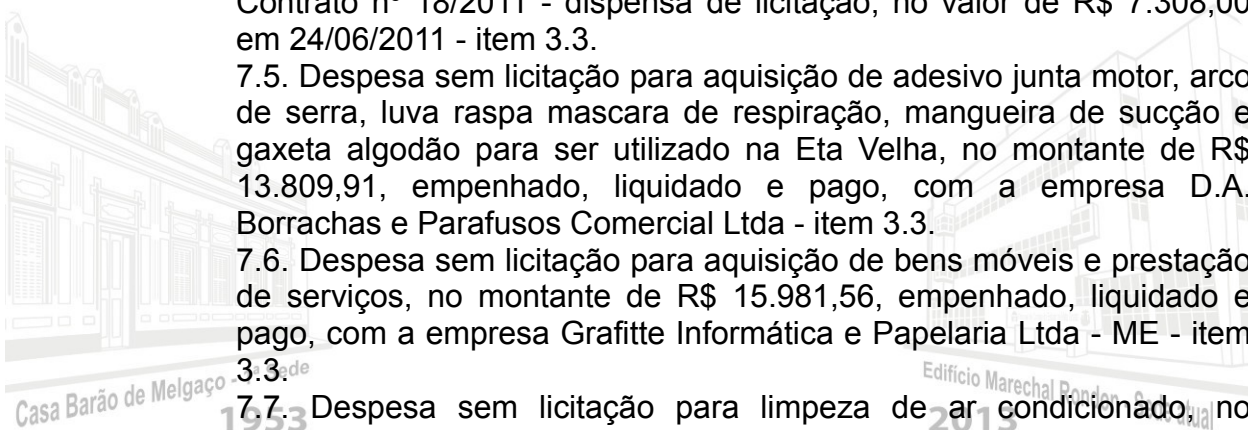 Contrato nº 18/2011 - dispensa de licitação, no valor de R$ 7.308,00
em 24/06/2011 - item 3.3.
7.5. Despesa sem licitação para aquisição de adesivo junta motor, arco
de serra, luva raspa mascara de respiração, mangueira de sucção e
gaxeta algodão para ser utilizado na Eta Velha, no montante de R$
13.809,91, empenhado, liquidado e pago, com a empresa D.A.
Borrachas e Parafusos Comercial Ltda - item 3.3.
7.6. Despesa sem licitação para aquisição de bens móveis e prestação
de serviços, no montante de R$ 15.981,56, empenhado, liquidado e
pago, com a empresa Grafitte Informática e Papelaria Ltda - ME - item
3.3.
7.7. Despesa sem licitação para limpeza de ar condicionado, no
Casa Barão de Melgaço - 1ª Sede
1953
Edifício Marechal Rondon - Sede atual
2013